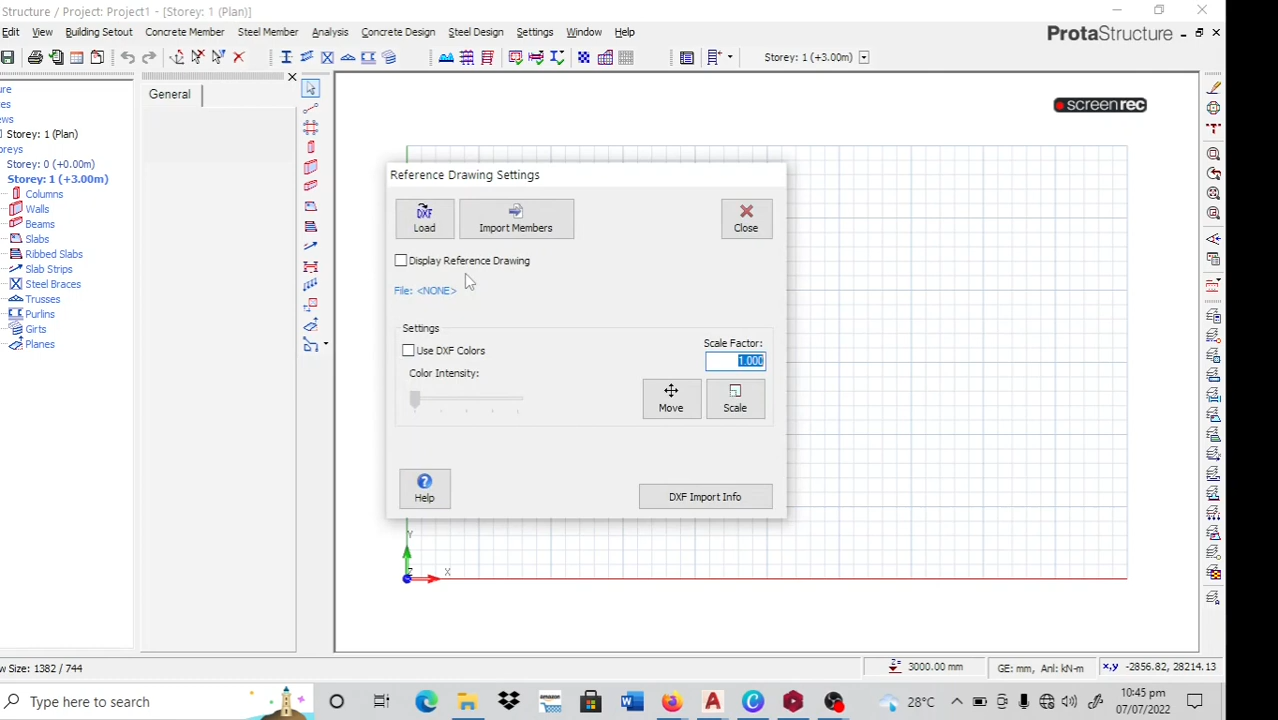 Structure / Project: Project1 - [Storey: 1 (Plan)]
Edit View Building Setout Concrete Member Steel Member Analysis Concrete Design Steel Design Settings Window Help
ProtaStructure
Storey: 1 (+3.00m)
General
screenrec
Storey: 1 (Plan)
Storey: 0 (+0.00m)
Storey: 1 (+3.00m)
Columns
Walls
Beams
Slabs
Ribbed Slabs
Slab Strips
Steel Braces
Trusses
Purlins
Girts
Planes
Reference Drawing Settings
DXF
Load
Import Members
Close
Display Reference Drawing
File: <NONE>
Settings
Use DXF Colors
Color Intensity:
Scale Factor:
1.000
Move
Scale
Help
DXF Import Info
Y
Z
X
w Size: 1382 / 744
3000.00 mm
GE: mm, Anl: kN-m
x,y -2856.82, 28214.13
Type here to search
28°C
10:45 pm
07/07/2022